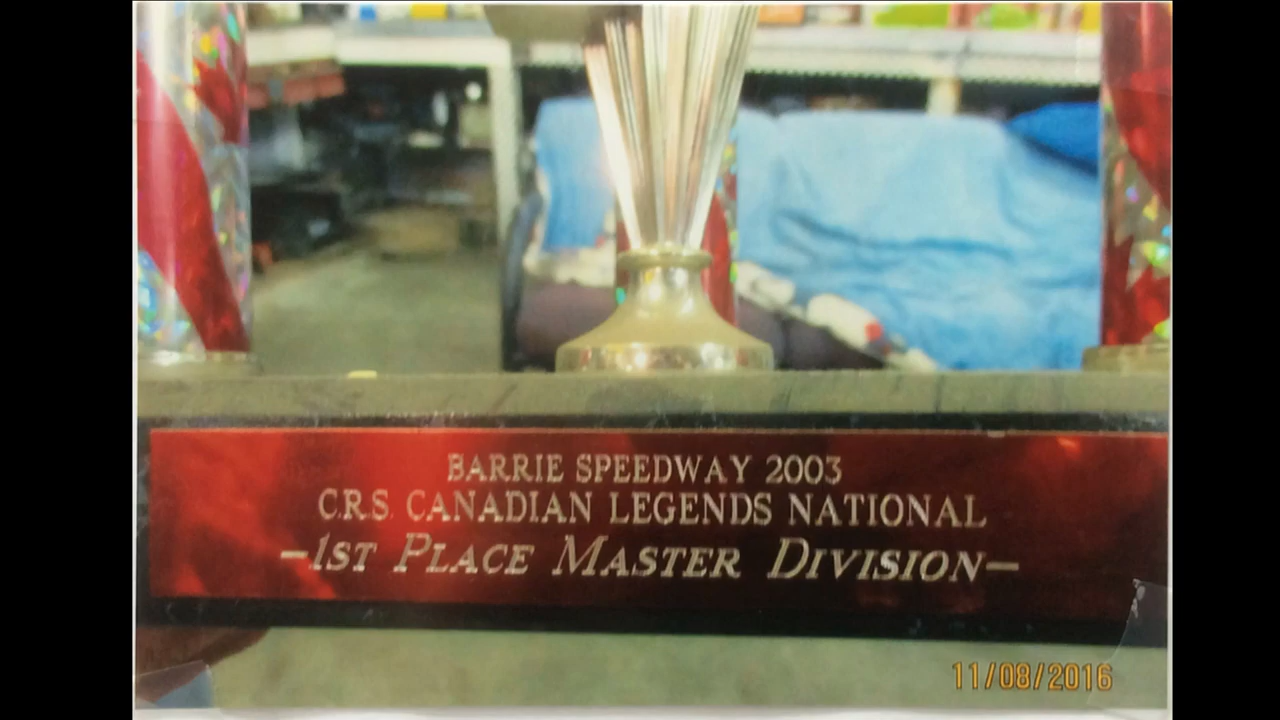 BARRIE SPEEDWAY 2003
C.R.S. CANADIAN LEGENDS NATIONAL
-1ST PLACE MASTER DIVISION-
11/08/2016